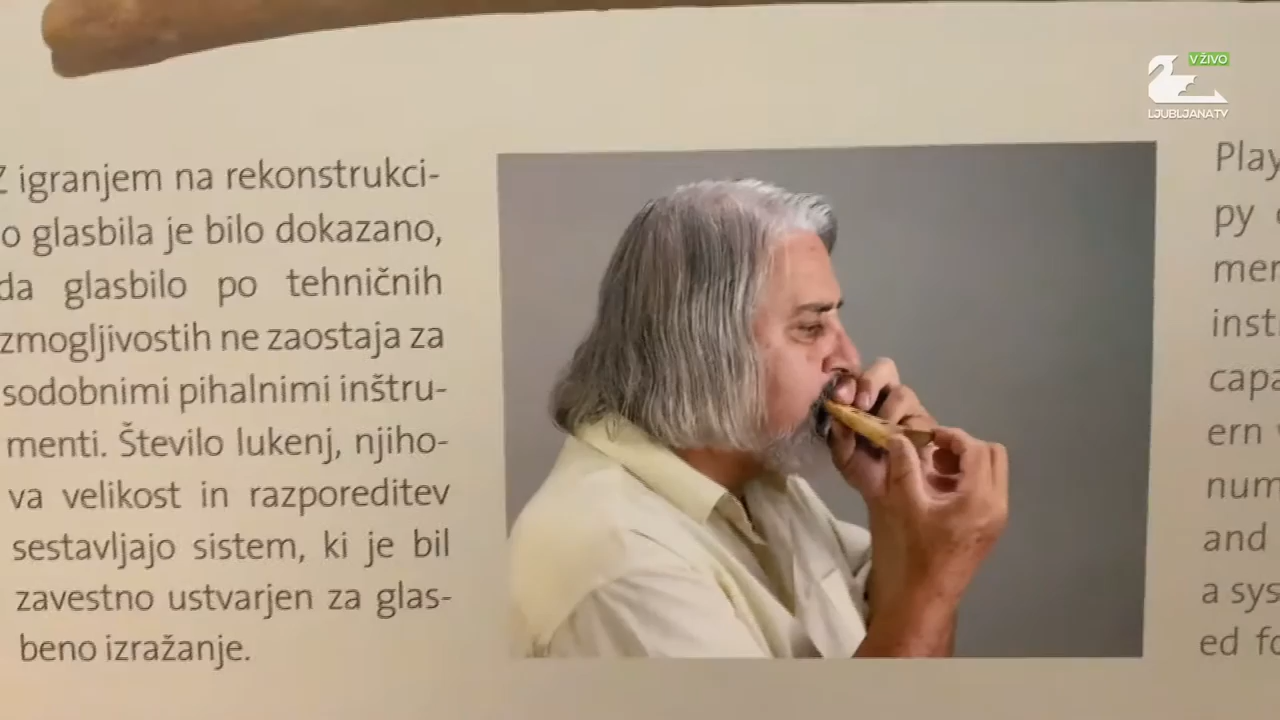 V ŽIVO
LJUBLJANATV
Z igranjem na rekonstrukci-
o glasbila je bilo dokazano,
da glasbilo po tehničnih
zmogljivostih ne zaostaja za
sodobnimi pihalnimi inštru-
menti. Število lukenj, njiho-
va velikost in razporeditev
sestavljajo sistem, ki je bil
zavestno ustvarjen za glas-
beno izražanje.
Play
py
mer
inst
capa
ern
num
and
a sys
ed fo